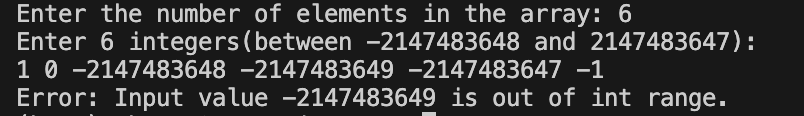 Enter the number of elements in the array: 6
Enter 6 integers(between -2147483648 and 2147483647):
1 0 -2147483648 -2147483649 -2147483647 -1
Error: Input value -2147483649 is out of int range.